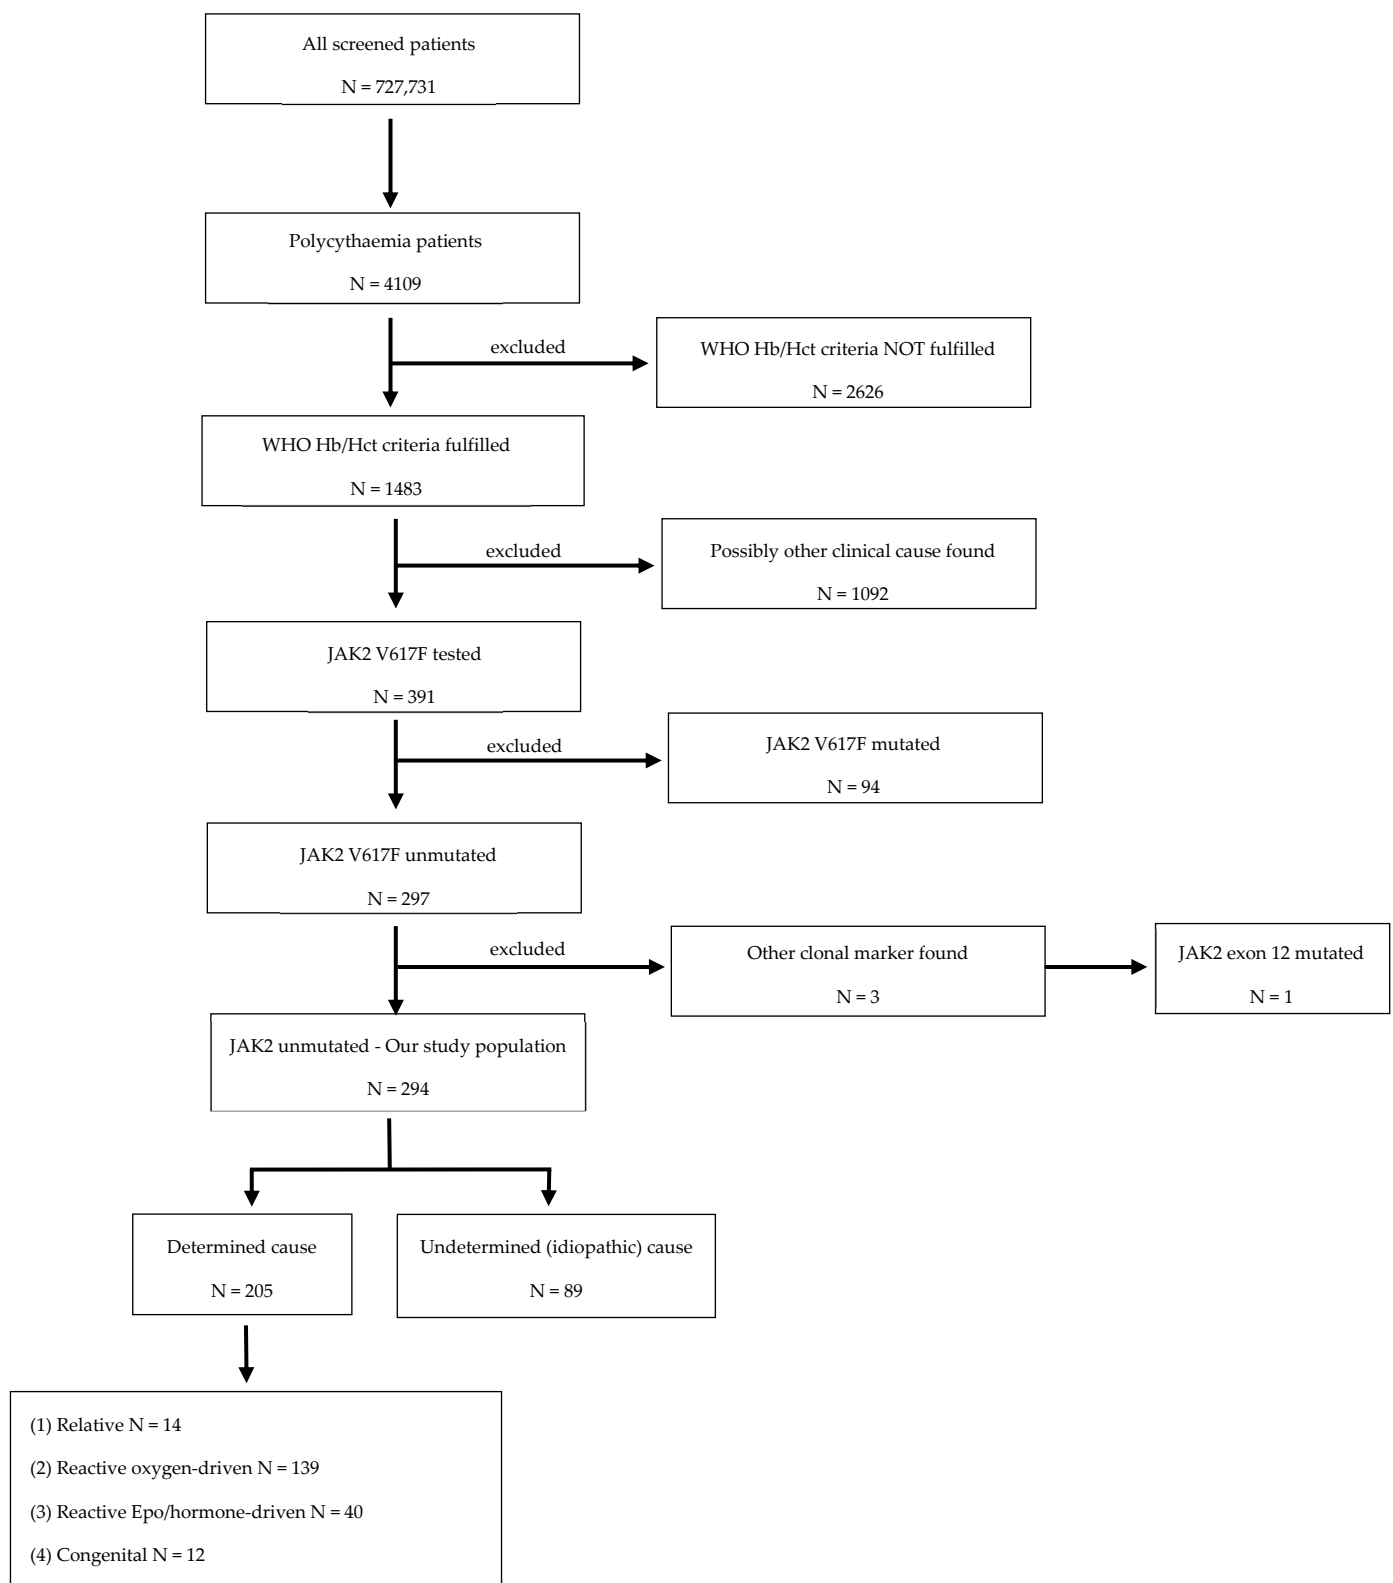 All screened patients
N = 727,731
Polycythaemia patients
N = 4109
excluded
WHO Hb/Hct criteria NOT fulfilled
N = 2626
WHO Hb/Hct criteria fulfilled
N = 1483
excluded
Possibly other clinical cause found
N = 1092
JAK2 V617F tested
N = 391
excluded
JAK2 V617F mutated
N = 94
JAK2 V617F unmutated
N = 297
excluded
Other clonal marker found
N = 3
JAK2 exon 12 mutated
N = 1
JAK2 unmutated - Our study population
N = 294
Determined cause
N = 205
Undetermined (idiopathic) cause
N = 89
(1) Relative N = 14
(2) Reactive oxygen-driven N = 139
(3) Reactive Epo/hormone-driven N = 40
(4) Congenital N = 12